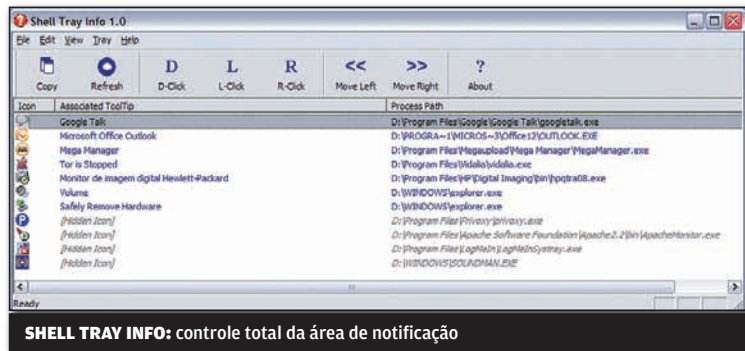 Shell Tray Info 1.0
File Edit View Tray Help
D L R << >> ?
Copy Refresh D-Click L-Click R-Click Move Left Move Right About
Icon Associated ToolTip Process Path
Google Talk D:\Program Files\Google\Google Talk\googletalk.exe
Microsoft Office Outlook D:\PROGRA~1\MICROS~3\Office12\OUTLOOK.EXE
Mega Manager D:\Program Files\Megaupload\Mega Manager\MegaManager.exe
Tor is Stopped D:\Program Files\Vidalia\vidalia.exe
Monitor de imagem digital Hewlett-Packard D:\Program Files\HP\Digital Imaging\bin\hpqtra08.exe
Volume D:\WINDOWS\explorer.exe
Safely Remove Hardware D:\WINDOWS\explorer.exe
[Hidden Icon] D:\Program Files\Privoxy\privoxy.exe
[Hidden Icon] D:\Program Files\Apache Software Foundation\Apache2.2\bin\ApacheMonitor.exe
[Hidden Icon] D:\Program Files\LogMeIn\LogMeInSystray.exe
[Hidden Icon] D:\WINDOWS\SOUNDMAN.EXE
Ready
SHELL TRAY INFO: controle total da área de notificação